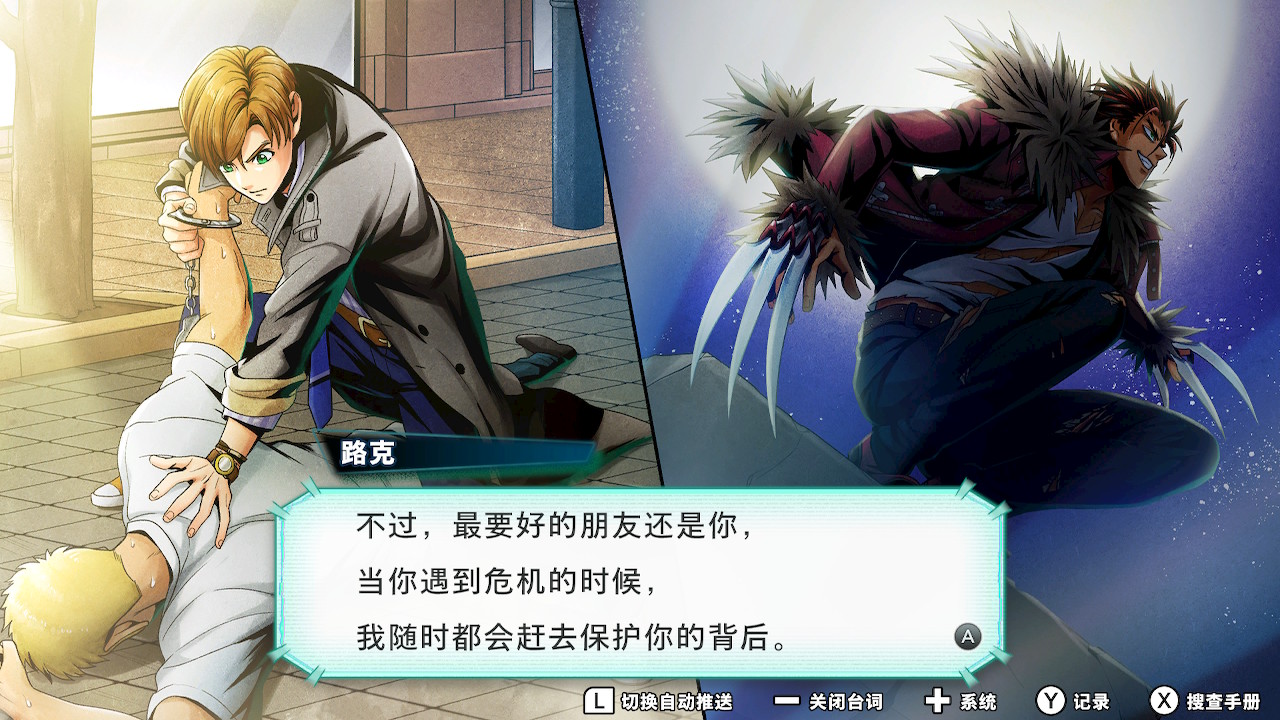 路克
不过，最要好的朋友还是你，
当你遇到危机的时候，
我随时都会赶去保护你的背后。
A
L 切换自动推送 关闭台词 系统 Y 记录 X 搜查手册